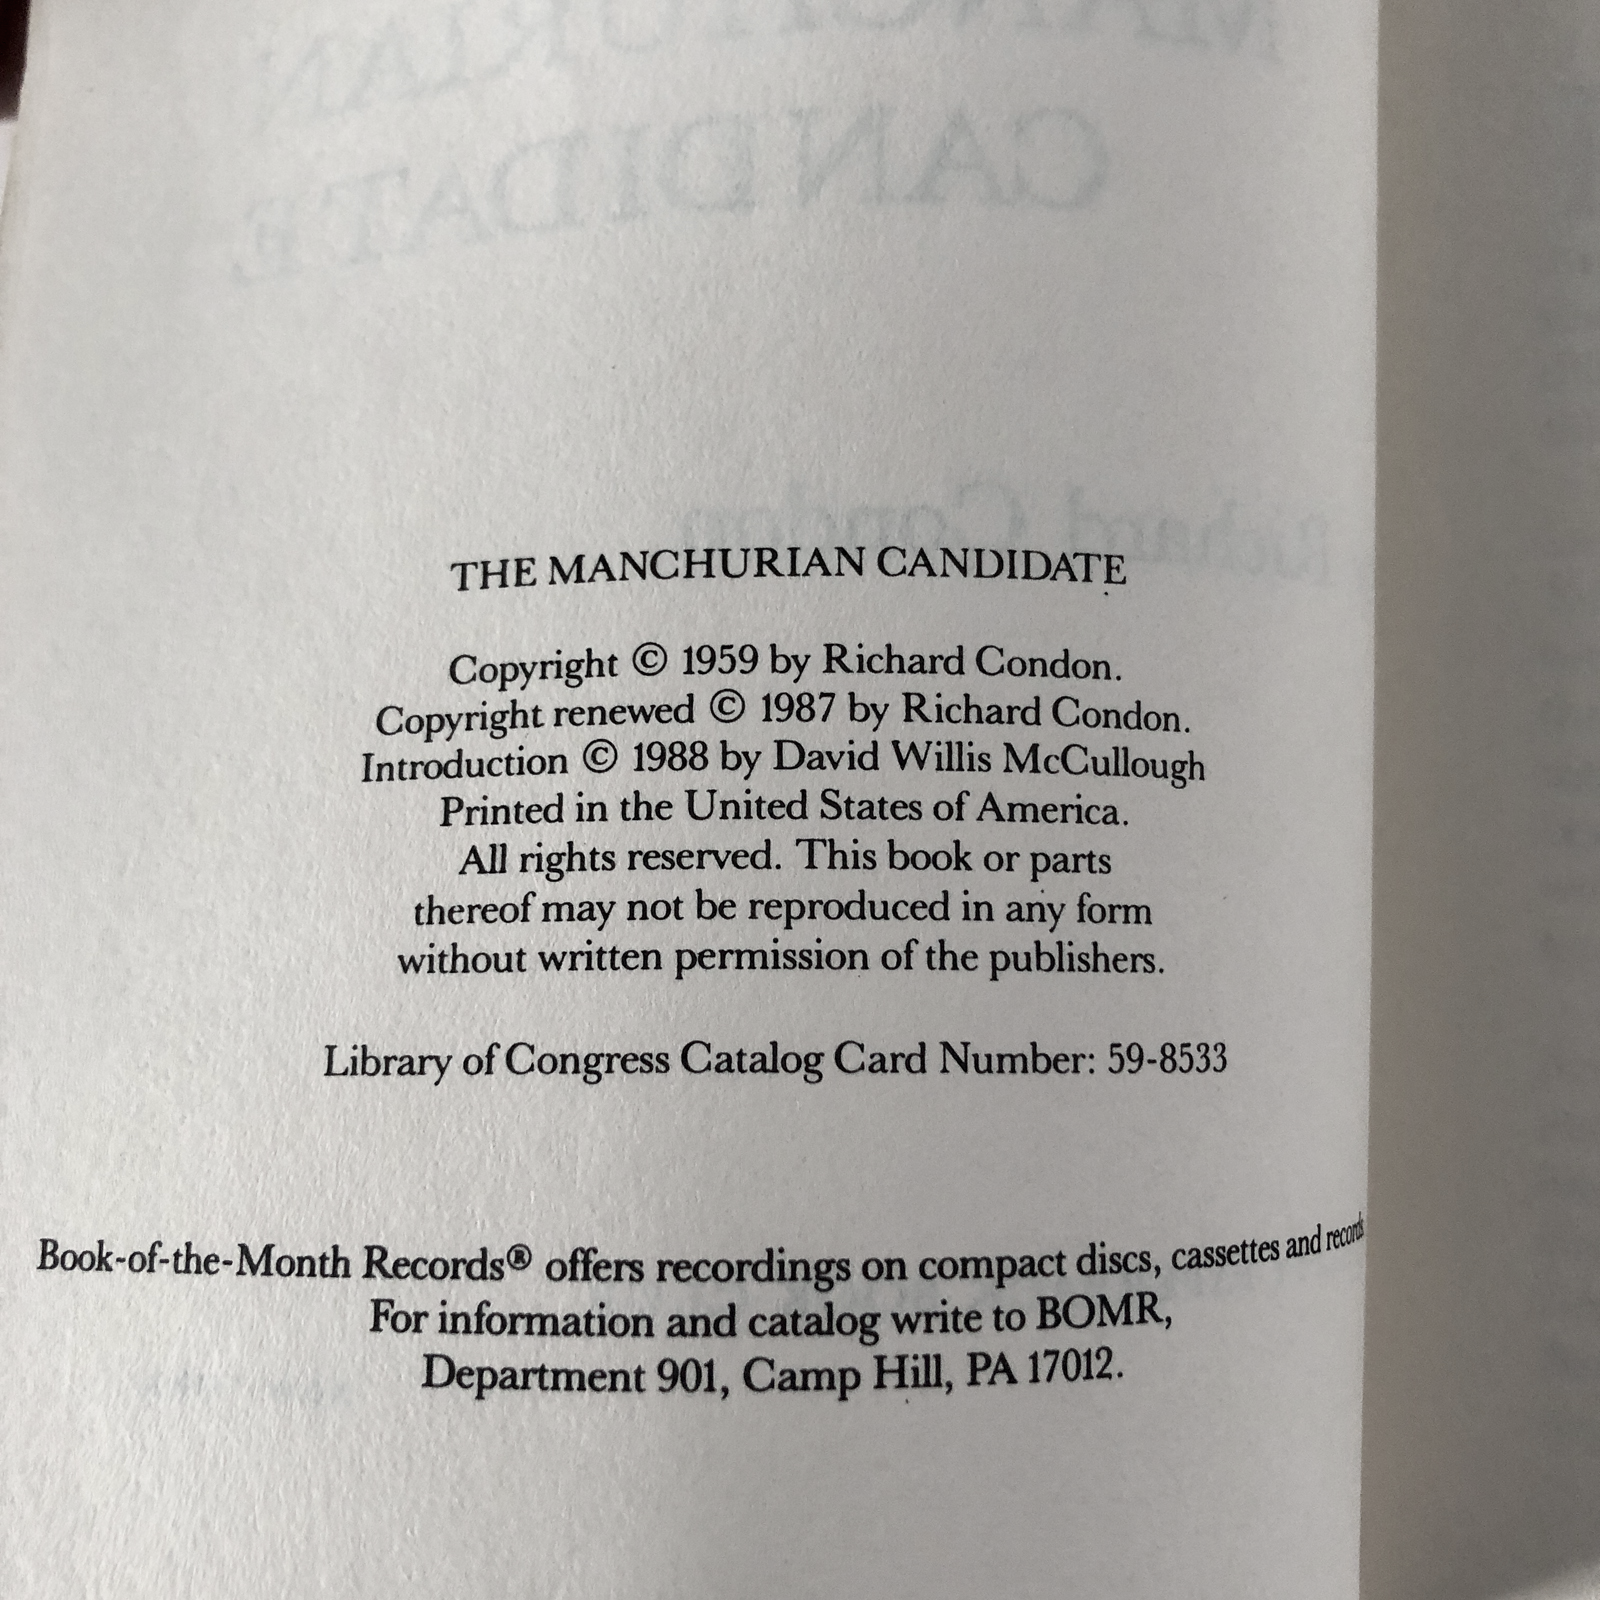 THE MANCHURIAN CANDIDATE
Copyright © 1959 by Richard Condon.
Copyright renewed © 1987 by Richard Condon.
Introduction © 1988 by David Willis McCullough
Printed in the United States of America.
All rights reserved. This book or parts
thereof may not be reproduced in any form
without written permission of the publishers.
Library of Congress Catalog Card Number: 59-8533
Book-of-the-Month Records® offers recordings on compact discs, cassettes and records
For information and catalog write to BOMR,
Department 901, Camp Hill, PA 17012.